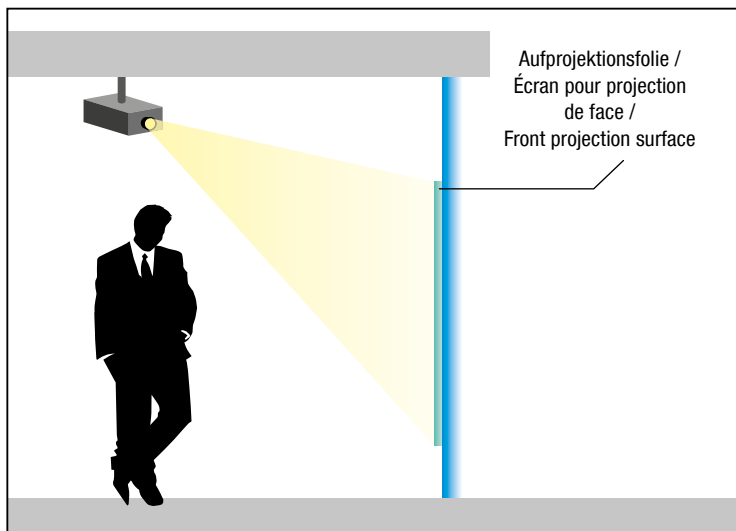 Aufprojektionsfolie /
Écran pour projection
de face /
Front projection surface